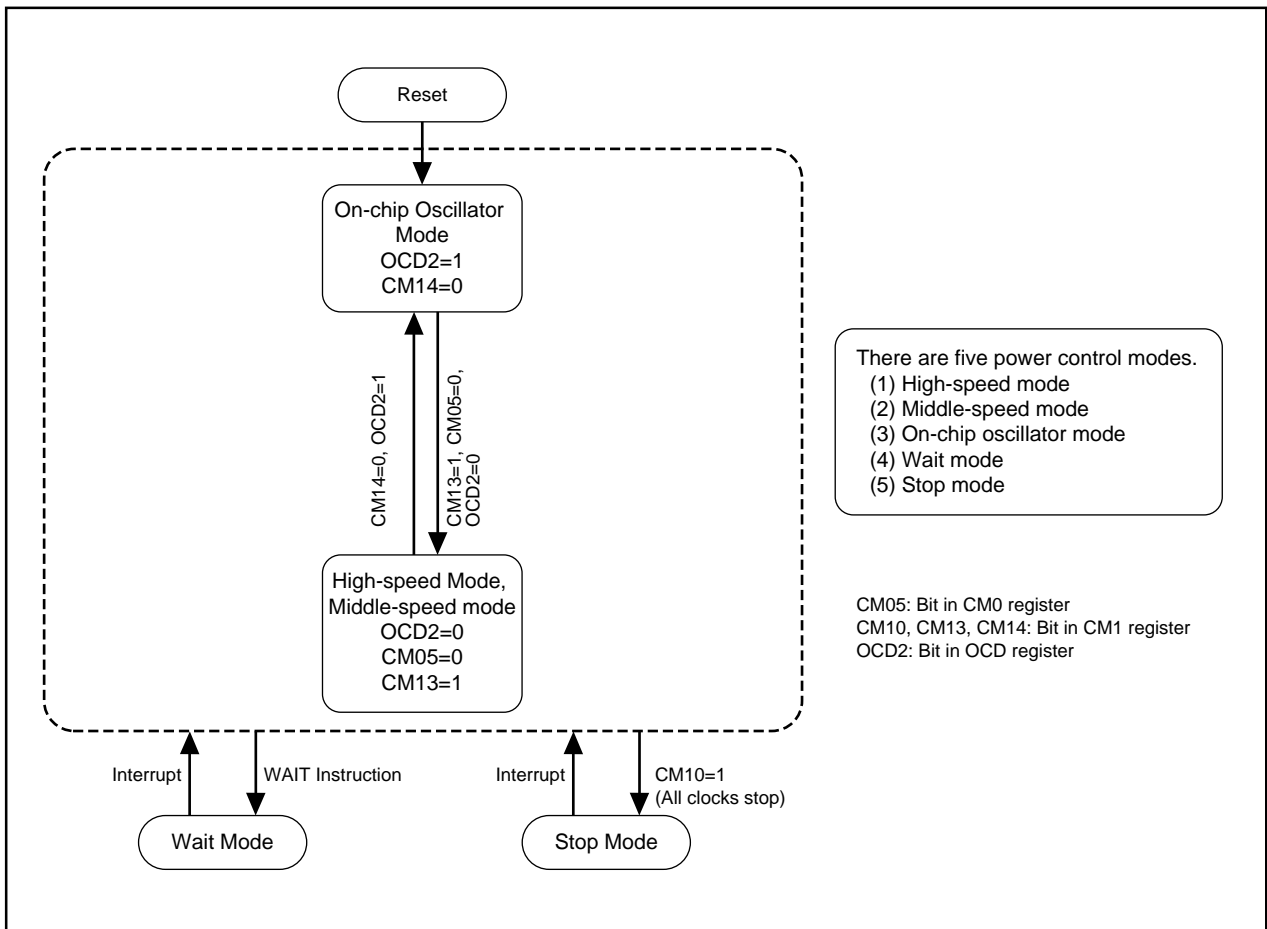 Reset
On-chip Oscillator
Mode
OCD2=1
CM14=0
CM14=0, OCD2=1
CM13=1, CM05=0,
OCD2=0
High-speed Mode,
Middle-speed mode
OCD2=0
CM05=0
CM13=1
There are five power control modes.
(1) High-speed mode
(2) Middle-speed mode
(3) On-chip oscillator mode
(4) Wait mode
(5) Stop mode
CM05: Bit in CM0 register
CM10, CM13, CM14: Bit in CM1 register
OCD2: Bit in OCD register
Interrupt
WAIT Instruction
Interrupt
CM10=1
(All clocks stop)
Wait Mode
Stop Mode